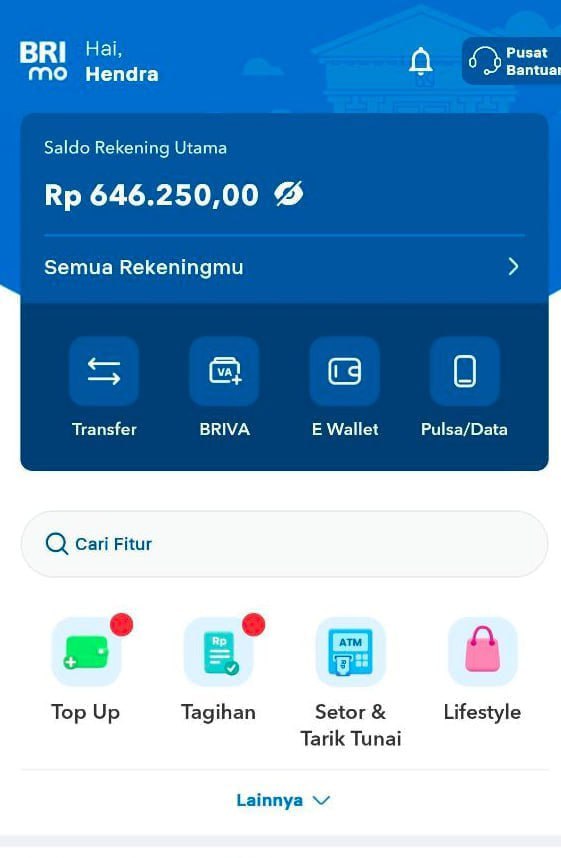 BRI
mo
Hai,
Hendra
Pusat
Bantuan
Saldo Rekening Utama
Rp 646.250,00
Semua Rekeningmu
Transfer
VA
BRIVA
E Wallet
Pulsa/Data
Cari Fitur
Top Up
Rp
Tagihan
ATM
Setor &
Tarik Tunai
Lifestyle
Lainnya